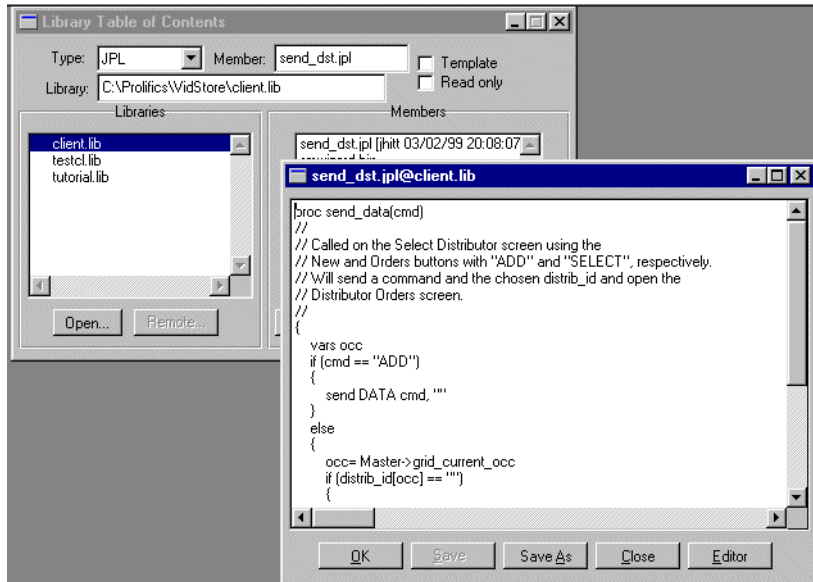 Library Table of Contents
Type: JPL Member: send_dst.jpl Template
Library: C:\Prolifics\VidStore\client.lib Read only
Libraries Members
client.lib
testcl.lib
tutorial.lib
send_dst.jpl [jhitt 03/02/99 20:08:07
Open... Remote...
send_dst.jpl@client.lib
proc send_data(cmd)
//
// Called on the Select Distributor screen using the
// New and Orders buttons with "ADD" and "SELECT", respectively.
// Will send a command and the chosen distrib_id and open the
// Distributor Orders screen.
//
{
vars occ
if (cmd == "ADD")
{
send DATA cmd, ""
}
else
{
occ= Master->grid_current_occ
if (distrib_id[occ] == "")
{
OK Save Save As Close Editor